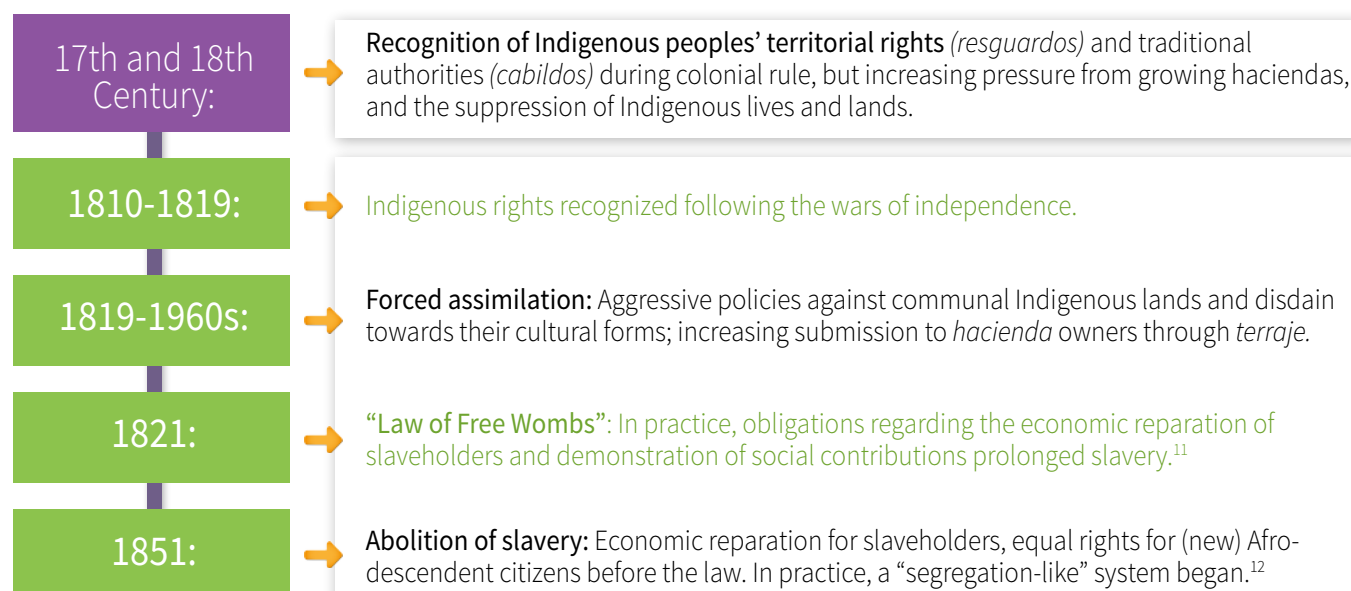 17th and 18th
Century:
Recognition of Indigenous peoples’ territorial rights (resguardos) and traditional
authorities (cabildos) during colonial rule, but increasing pressure from growing haciendas,
and the suppression of Indigenous lives and lands.
1810-1819:
Indigenous rights recognized following the wars of independence.
1819-1960s:
Forced assimilation: Aggressive policies against communal Indigenous lands and disdain
towards their cultural forms; increasing submission to hacienda owners through terraje.
1821:
“Law of Free Wombs”: In practice, obligations regarding the economic reparation of
slaveholders and demonstration of social contributions prolonged slavery.11
1851:
Abolition of slavery: Economic reparation for slaveholders, equal rights for (new) Afro-
descendent citizens before the law. In practice, a “segregation-like” system began.12